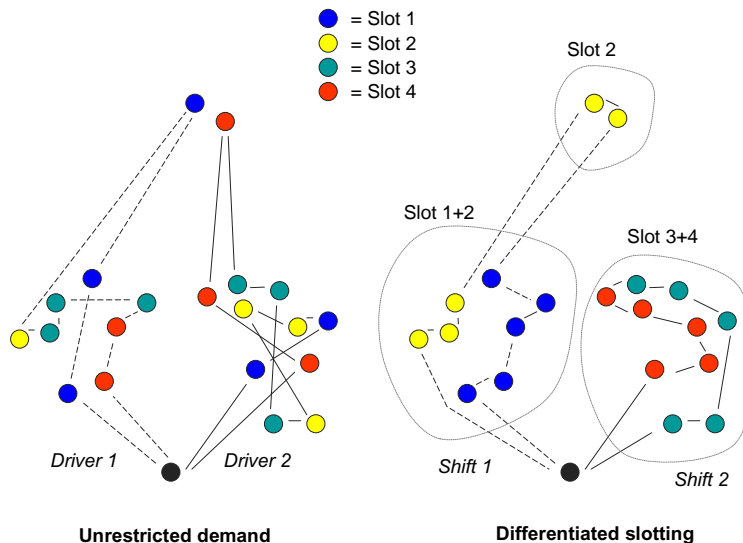 = Slot 1
= Slot 2
= Slot 3
= Slot 4
Slot 2
Slot 1+2
Slot 3+4
Driver 1
Driver 2
Shift 1
Shift 2
Unrestricted demand
Differentiated slotting